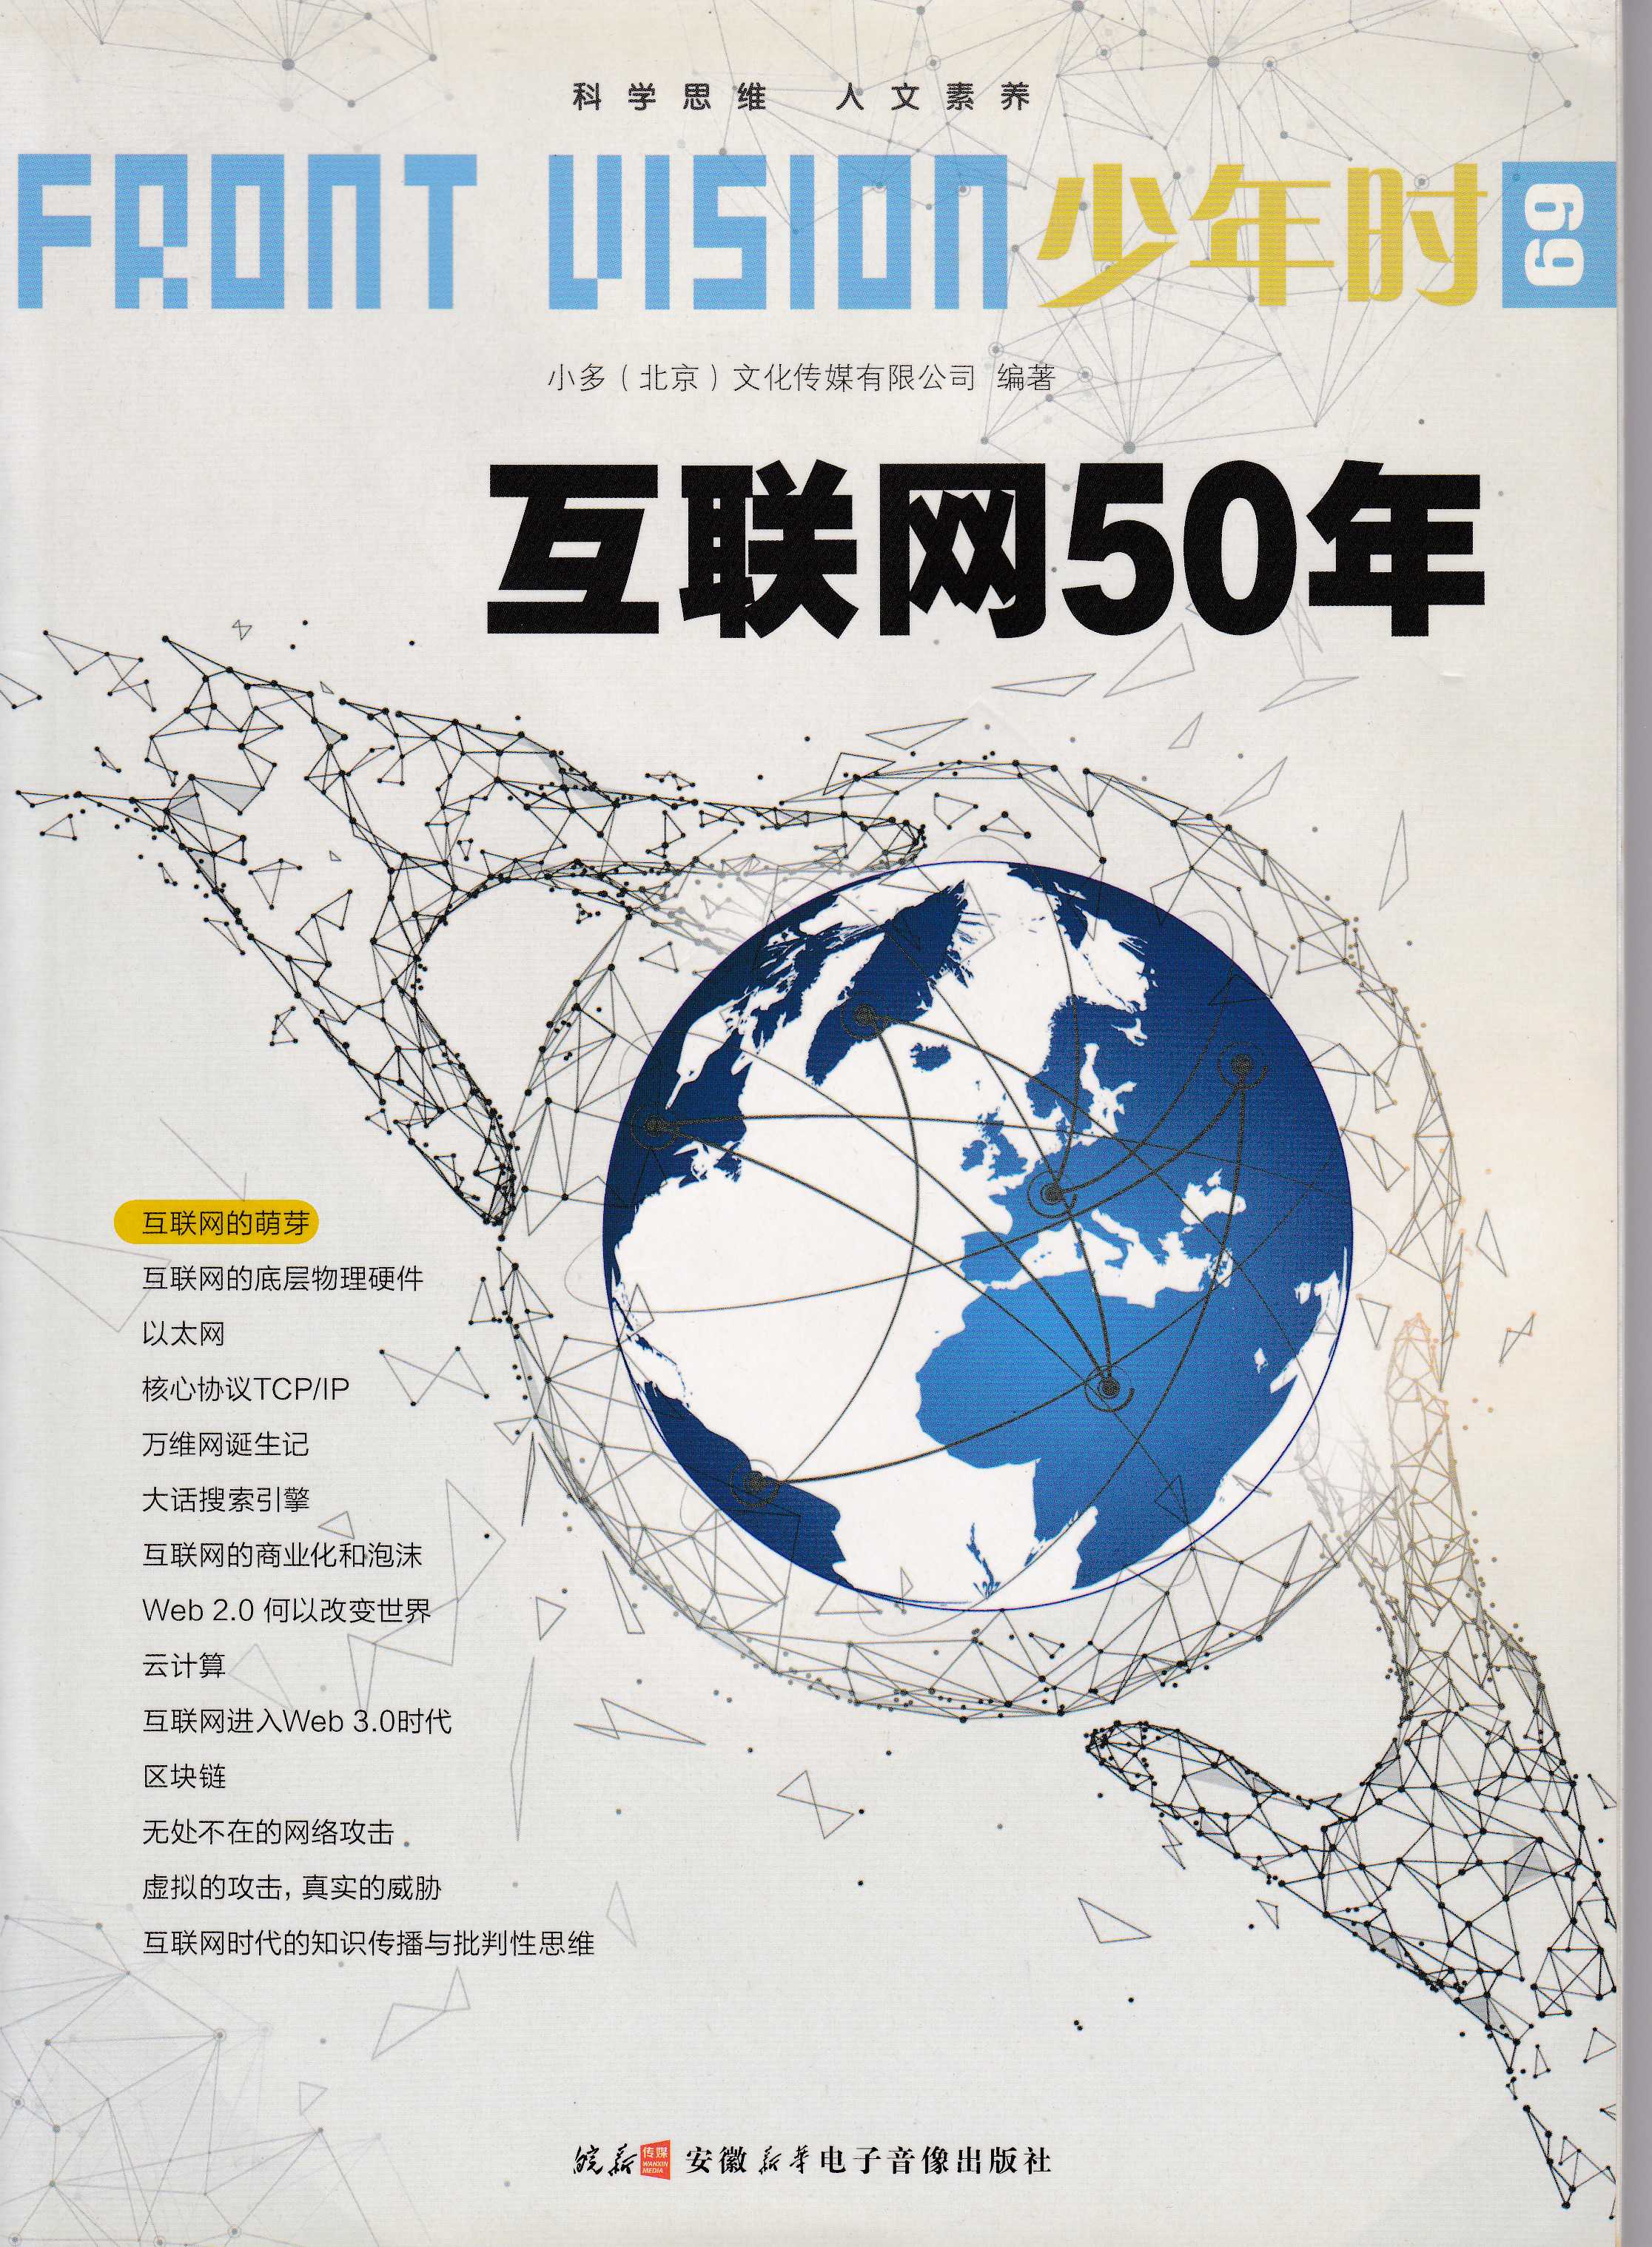 科学思维 人文素养
FRONT VISION 少年时 69
小多（北京）文化传媒有限公司 编著
互联网50年
互联网的萌芽
互联网的底层物理硬件
以太网
核心协议TCP/IP
万维网诞生记
大话搜索引擎
互联网的商业化和泡沫
Web 2.0 何以改变世界
云计算
互联网进入Web 3.0时代
区块链
无处不在的网络攻击
虚拟的攻击, 真实的威胁
互联网时代的知识传播与批判性思维
皖新 传媒 WANXIN MEDIA 安徽新华电子音像出版社